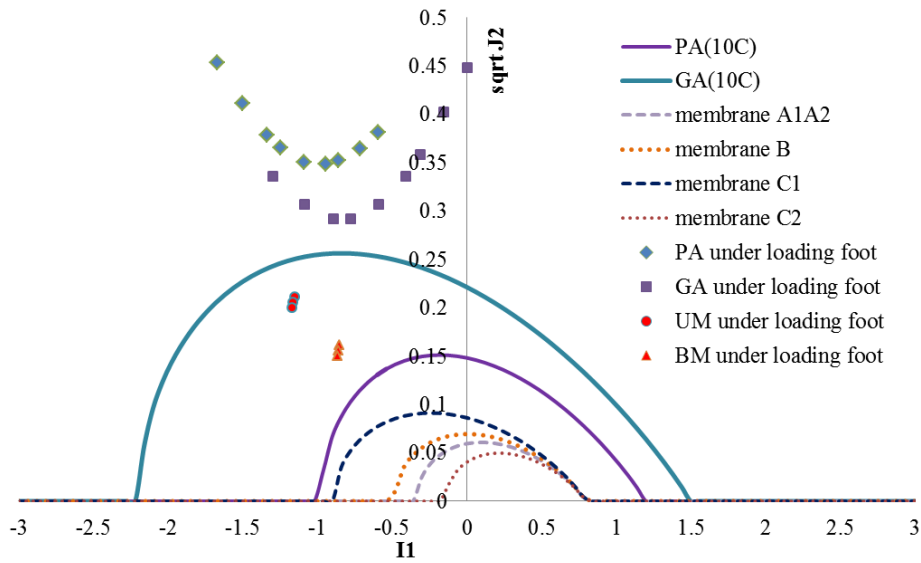 0.5
0.45
0.4
0.35
0.3
0.25
0.2
0.15
0.1
0.05
0
sqrt J2
-3 -2.5 -2 -1.5 -1 -0.5 0 0.5 1 1.5 2 2.5 3
I1
PA(10C)
GA(10C)
membrane A1A2
membrane B
membrane C1
membrane C2
PA under loading foot
GA under loading foot
UM under loading foot
BM under loading foot